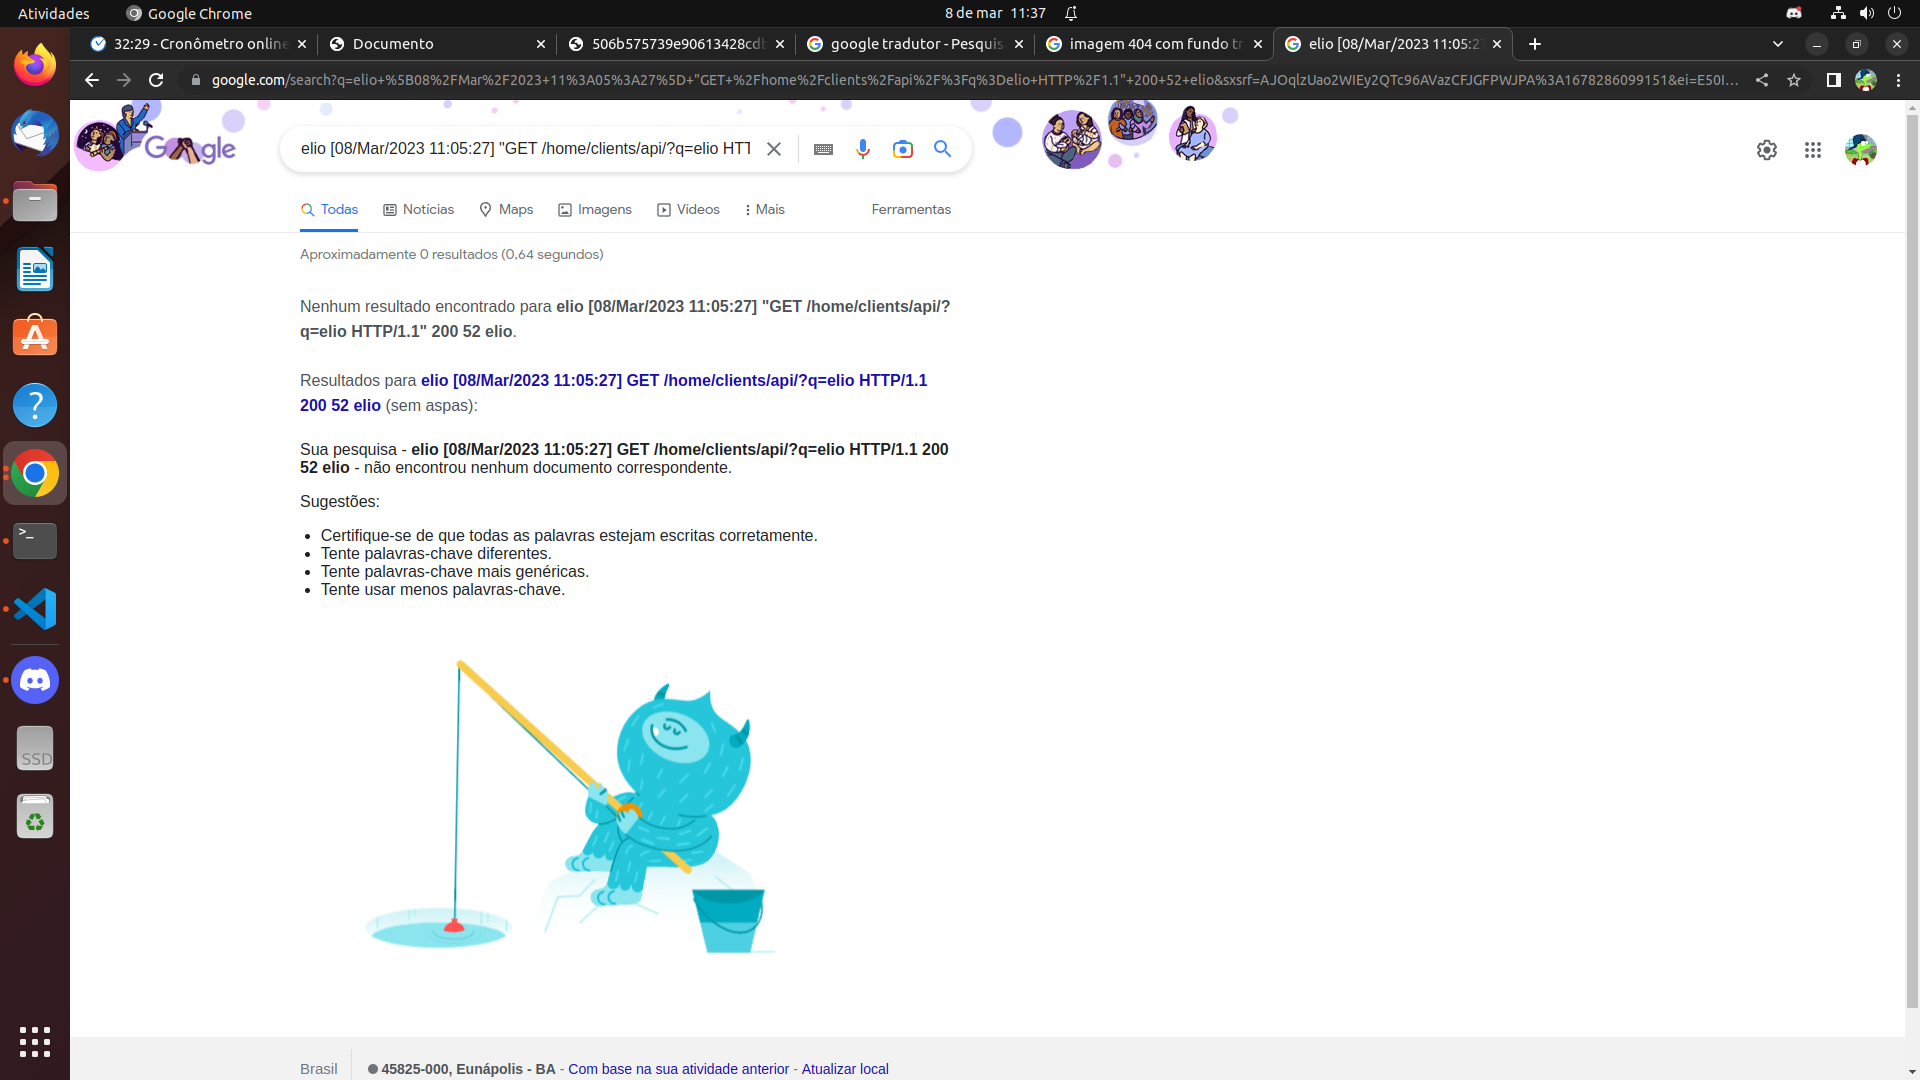 Atividades
Google Chrome
8 de mar 11:37
32:29 - Cronômetro online
Documento
506b575739e90613428cdb
google tradutor - Pesquis
imagem 404 com fundo tr
elio [08/Mar/2023 11:05:27
google.com/search?q=elio+%5B08%2FMar%2F2023+11%3A05%3A27%5D+"GET+%2Fhome%2Fclients%2Fapi%2F%3Fq%3Delio+HTTP%2F1.1"+200+52+elio&sxsrf=AJOqlzUao2WIEy2QTc96AVazCFJGFPWJPA%3A1678286099151&ei=E50I...
Google
elio [08/Mar/2023 11:05:27] "GET /home/clients/api/?q=elio HTT
Todas
Notícias
Maps
Imagens
Vídeos
Mais
Ferramentas
Aproximadamente 0 resultados (0,64 segundos)
Nenhum resultado encontrado para elio [08/Mar/2023 11:05:27] "GET /home/clients/api/?
q=elio HTTP/1.1" 200 52 elio.
Resultados para elio [08/Mar/2023 11:05:27] GET /home/clients/api/?q=elio HTTP/1.1
200 52 elio (sem aspas):
Sua pesquisa - elio [08/Mar/2023 11:05:27] GET /home/clients/api/?q=elio HTTP/1.1 200
52 elio - não encontrou nenhum documento correspondente.
Sugestões:
Certifique-se de que todas as palavras estejam escritas corretamente.
Tente palavras-chave diferentes.
Tente palavras-chave mais genéricas.
Tente usar menos palavras-chave.
SSD
Brasil
45825-000, Eunápolis - BA - Com base na sua atividade anterior - Atualizar local